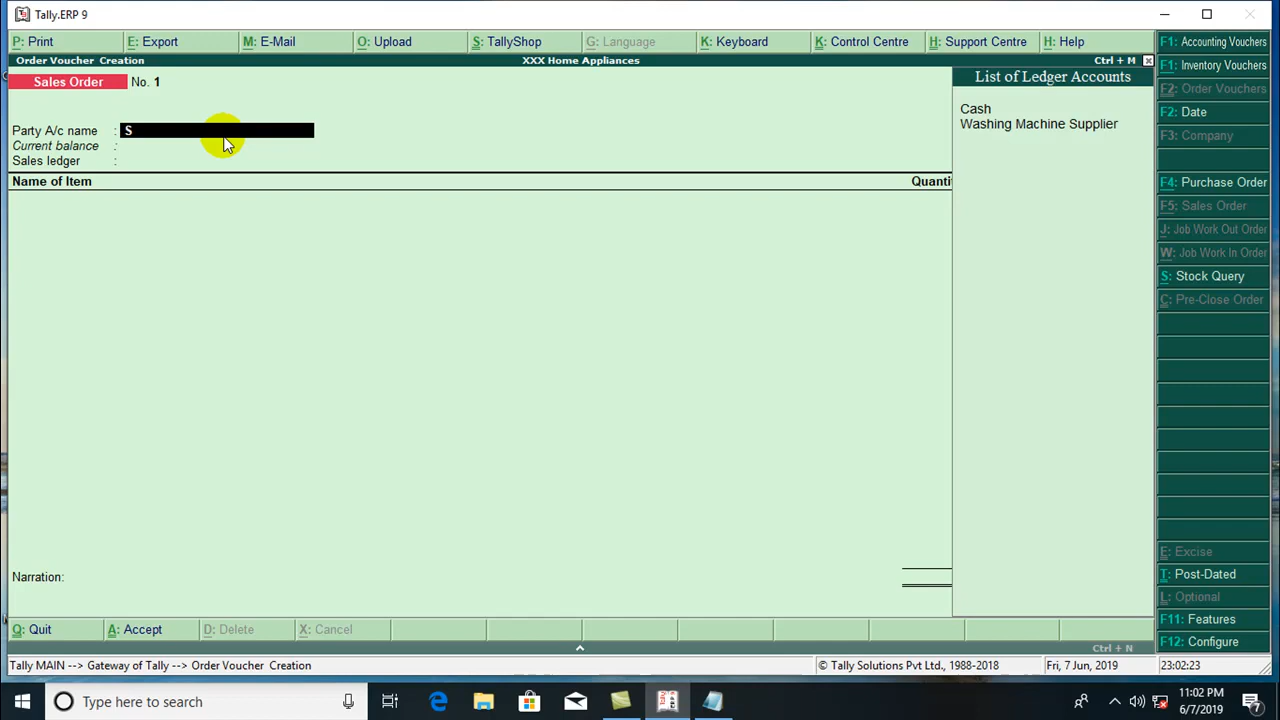 Tally.ERP 9
P: Print E: Export M: E-Mail O: Upload S: TallyShop G: Language K: Keyboard K: Control Centre H: Support Centre H: Help
Order Voucher Creation XXX Home Appliances Ctrl + M
Sales Order No. 1
Party A/c name : S
Current balance :
Sales ledger :
Name of Item Quanti
List of Ledger Accounts
Cash
Washing Machine Supplier
Narration:
F1: Accounting Vouchers
F1: Inventory Vouchers
F2: Order Vouchers
F2: Date
F3: Company
F4: Purchase Order
F5: Sales Order
J: Job Work Out Order
W: Job Work In Order
S: Stock Query
C: Pre-Close Order
E: Excise
T: Post-Dated
L: Optional
F11: Features
F12: Configure
Q: Quit A: Accept D: Delete X: Cancel
Ctrl + N
Tally MAIN --> Gateway of Tally --> Order Voucher Creation © Tally Solutions Pvt Ltd., 1988-2018 Fri, 7 Jun, 2019 23:02:23
Type here to search
11:02 PM
6/7/2019
7